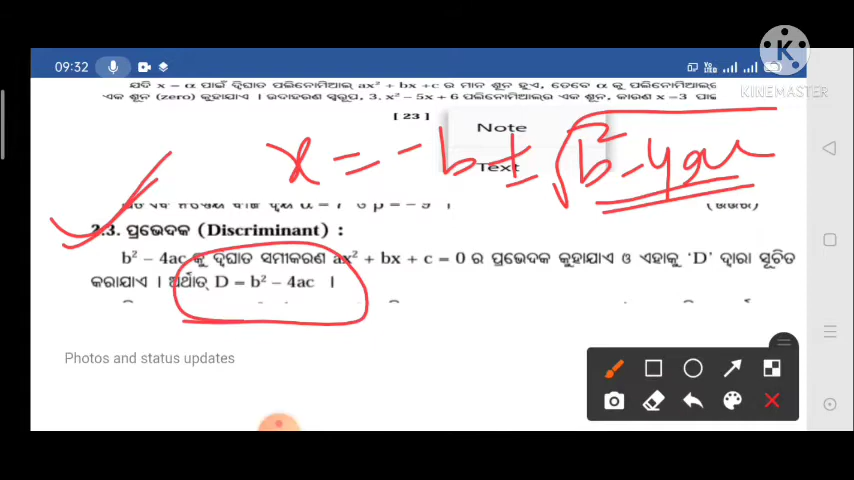 09:32
KINEMASTER
ଯଦି x = α ପାଇଁ ଦ୍ୱିଘାତ ପଲିନୋମିଆଲ୍ ax² + bx +c ର ମାନ ଶୂନ ହୁଏ, ତେବେ α କୁ ପଲିନୋମିଆଲ୍
ଏକ ଶୂନ (zero) କୁହାଯାଏ । ଉଦାହରଣ ସ୍ୱରୂପ, 3, x² – 5x + 6 ପଲିନୋମିଆଲ୍‌ର ଏକ ଶୂନ, କାରଣ x =3
[ 23 ]
Note
Text
x = - b ± √b² - 4ac
2.3. ପ୍ରଭେଦକ (Discriminant) :
b² – 4ac କୁ ଦ୍ୱିଘାତ ସମୀକରଣ ax² + bx + c = 0 ର ପ୍ରଭେଦକ କୁହାଯାଏ ଓ ଏହାକୁ 'D' ଦ୍ୱାରା ସୂଚିତ
କରାଯାଏ । ଅର୍ଥାତ୍ D = b² – 4ac ।
Photos and status updates